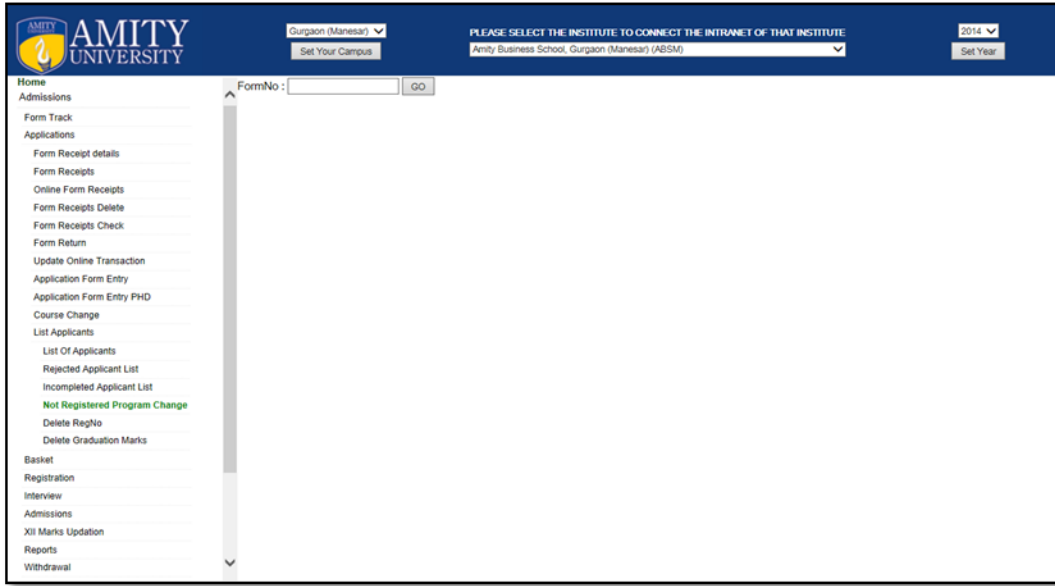 AMITY
AMITY
UNIVERSITY
Gurgaon (Manesar)
Set Your Campus
PLEASE SELECT THE INSTITUTE TO CONNECT THE INTRANET OF THAT INSTITUTE
Amity Business School, Gurgaon (Manesar) (ABSM)
2014
Set Year
Home
Admissions
Form Track
Applications
Form Receipt details
Form Receipts
Online Form Receipts
Form Receipts Delete
Form Receipts Check
Form Return
Update Online Transaction
Application Form Entry
Application Form Entry PHD
Course Change
List Applicants
List Of Applicants
Rejected Applicant List
Incompleted Applicant List
Not Registered Program Change
Delete RegNo
Delete Graduation Marks
Basket
Registration
Interview
Admissions
XII Marks Updation
Reports
Withdrawal
FormNo :
GO